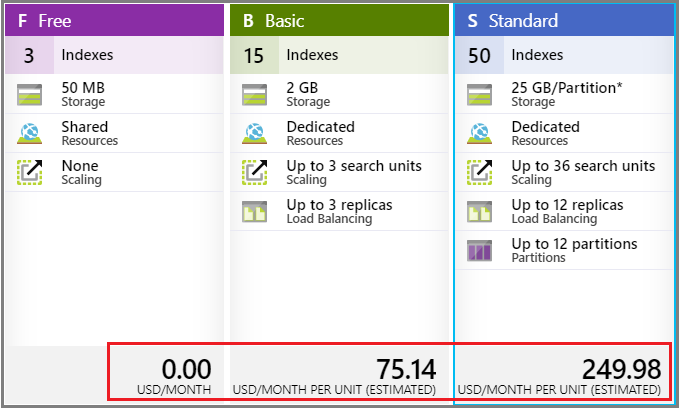 F Free
3 Indexes
50 MB
Storage
Shared
Resources
None
Scaling
0.00
USD/MONTH
B Basic
15 Indexes
2 GB
Storage
Dedicated
Resources
Up to 3 search units
Scaling
Up to 3 replicas
Load Balancing
75.14
USD/MONTH PER UNIT (ESTIMATED)
S Standard
50 Indexes
25 GB/Partition*
Storage
Dedicated
Resources
Up to 36 search units
Scaling
Up to 12 replicas
Load Balancing
Up to 12 partitions
Partitions
249.98
USD/MONTH PER UNIT (ESTIMATED)